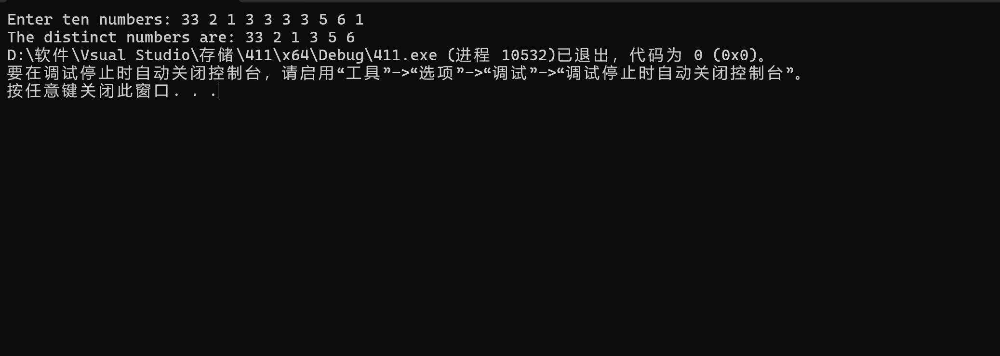 Enter ten numbers: 33 2 1 3 3 3 3 5 6 1
The distinct numbers are: 33 2 1 3 5 6
D:\软件\Vsual Studio\存储\411\x64\Debug\411.exe (进程 10532)已退出，代码为 0 (0x0)。
要在调试停止时自动关闭控制台，请启用“工具”->“选项”->“调试”->“调试停止时自动关闭控制台”。
按任意键关闭此窗口. . .